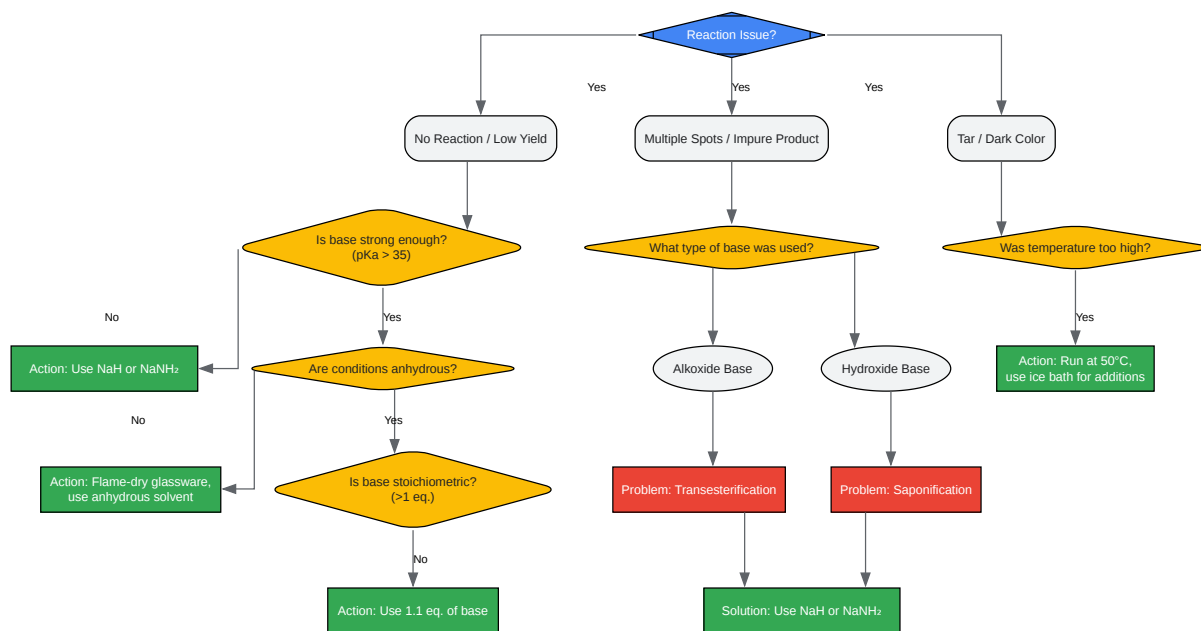 Reaction Issue?
Yes
Yes
Yes
No Reaction / Low Yield
Multiple Spots / Impure Product
Tar / Dark Color
Is base strong enough?
(pKa > 35)
What type of base was used?
Was temperature too high?
No
Yes
Yes
Action: Use NaH or NaNH₂
Are conditions anhydrous?
Alkoxide Base
Hydroxide Base
Action: Run at 50°C,
use ice bath for additions
No
Yes
Action: Flame-dry glassware,
use anhydrous solvent
Is base stoichiometric?
(>1 eq.)
Problem: Transesterification
Problem: Saponification
No
Action: Use 1.1 eq. of base
Solution: Use NaH or NaNH₂